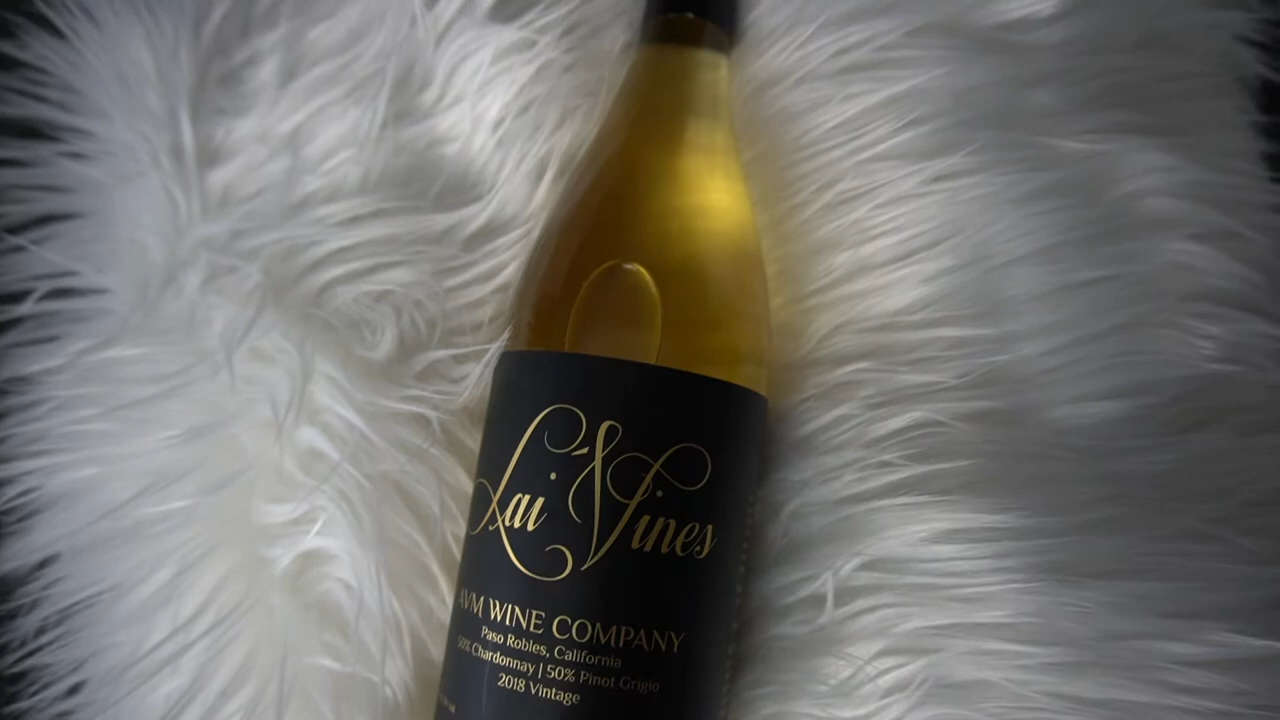 Lai Vines
AVM WINE COMPANY
Paso Robles, California
50% Chardonnay | 50% Pinot Grigio
2018 Vintage